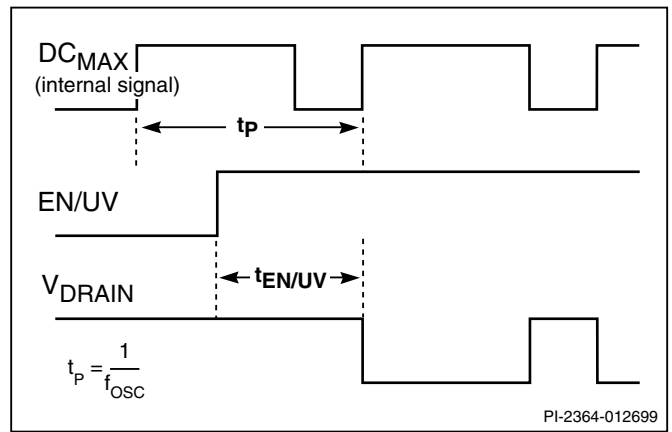 DCMAX
(internal signal)
tP
EN/UV
tEN/UV
VDRAIN
tP = 1
fOSC
PI-2364-012699